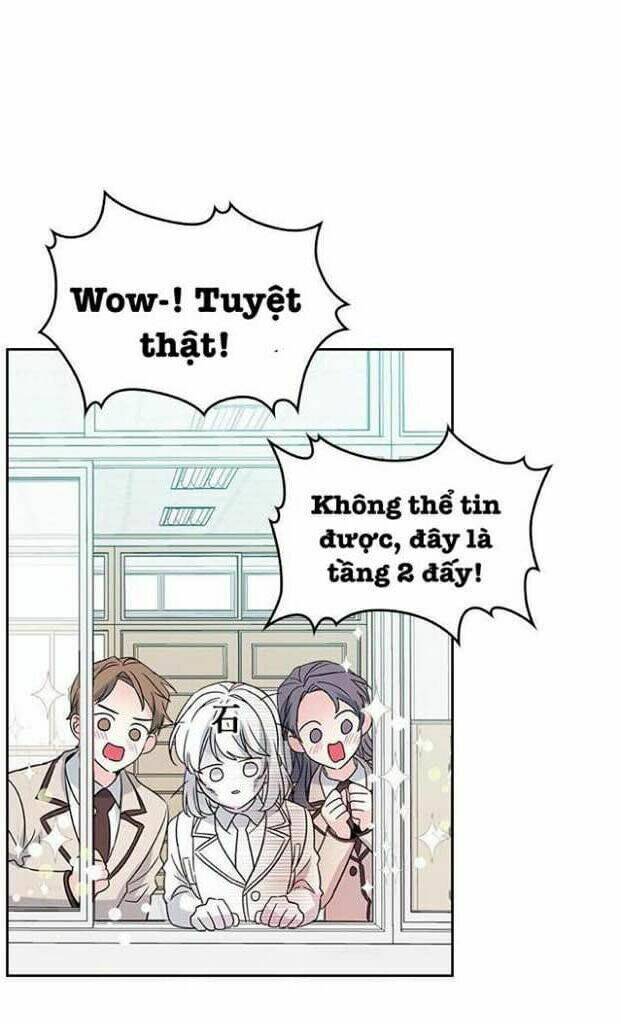 Wow-! Tuyệt
thật!
Không thể tin
được, đây là
tầng 2 đấy!
石